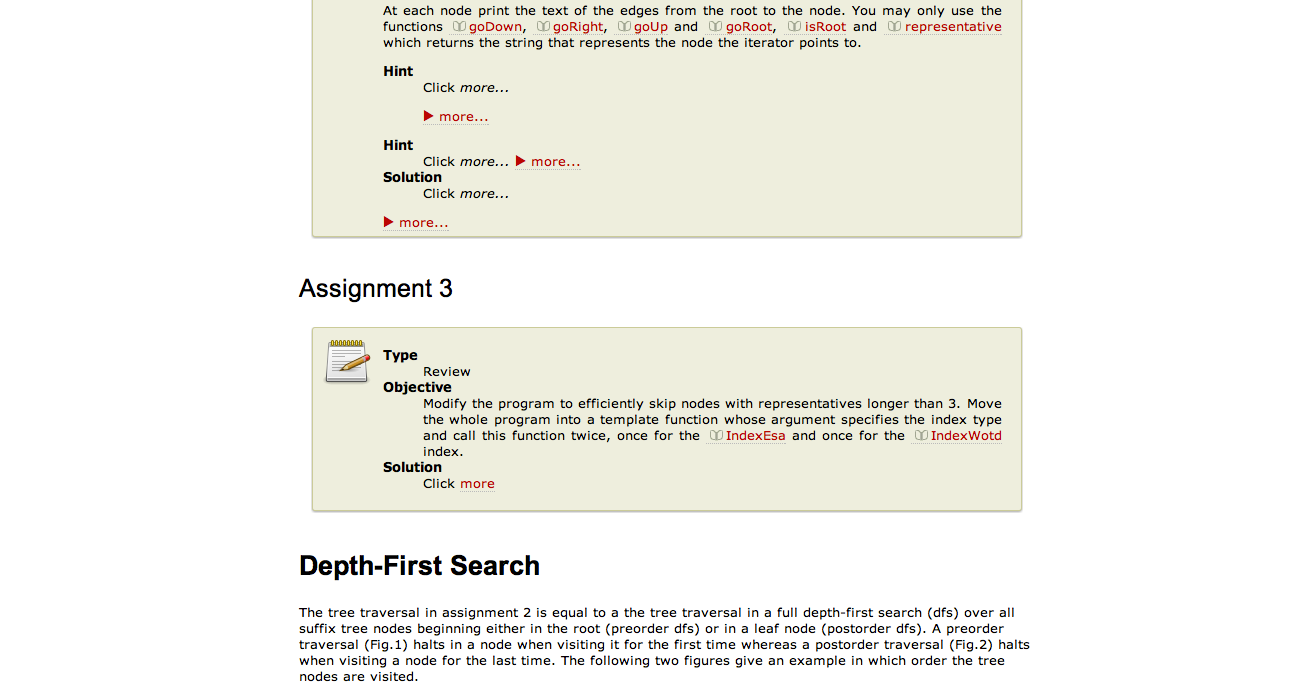 At each node print the text of the edges from the root to the node. You may only use the
functions goDown, goRight, goUp and goRoot, isRoot and representative
which returns the string that represents the node the iterator points to.
Hint
Click more...
more...
Hint
Click more... more...
Solution
Click more...
more...
Assignment 3
Type
Review
Objective
Modify the program to efficiently skip nodes with representatives longer than 3. Move
the whole program into a template function whose argument specifies the index type
and call this function twice, once for the IndexEsa and once for the IndexWotd
index.
Solution
Click more
Depth-First Search
The tree traversal in assignment 2 is equal to a the tree traversal in a full depth-first search (dfs) over all
suffix tree nodes beginning either in the root (preorder dfs) or in a leaf node (postorder dfs). A preorder
traversal (Fig.1) halts in a node when visiting it for the first time whereas a postorder traversal (Fig.2) halts
when visiting a node for the last time. The following two figures give an example in which order the tree
nodes are visited.